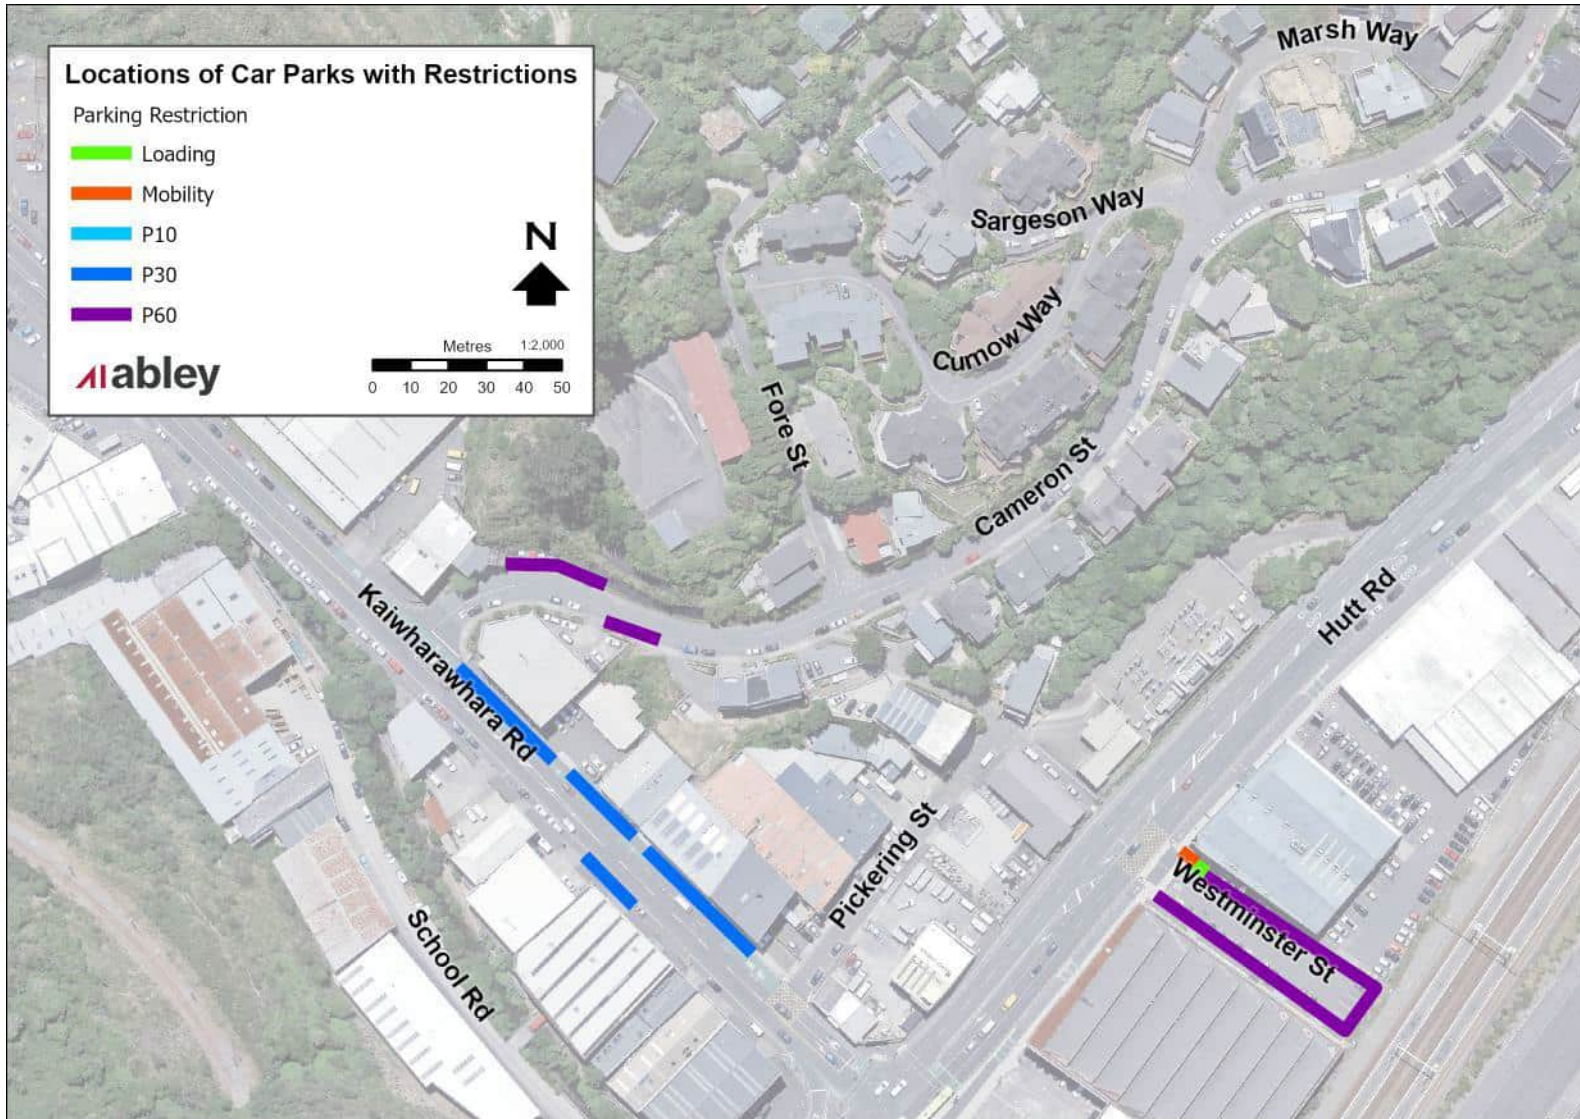 Locations of Car Parks with Restrictions
Parking Restriction
Loading
Mobility
P10
P30
P60
N
Metres 1:2,000
0 10 20 30 40 50
abley
Marsh Way
Sargeson Way
Curnow Way
Fore St
Cameron St
Hutt Rd
Kaiwharawhara Rd
Pickering St
Westminster St
School Rd